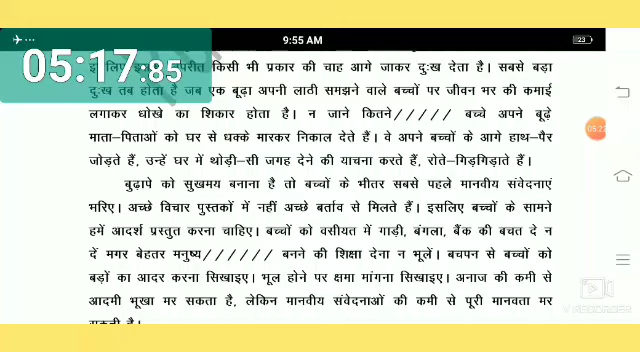 9:55 AM
23
05:17:85
किसी भी प्रकार की चाह आगे जाकर दुःख देता है। सबसे बड़ा
दुःख तब होता है जब एक बूढ़ा अपनी लाठी समझने वाले बच्चों पर जीवन भर की कमाई
लगाकर धोखे का शिकार होता है। न जाने कितने///// बच्चे अपने बूढ़े
माता–पिताओं को घर से धक्के मारकर निकाल देते हैं। वे अपने बच्चों के आगे हाथ–पैर
जोड़ते हैं, उन्हें घर में थोड़ी–सी जगह देने की याचना करते हैं, रोते–गिड़गिड़ाते हैं।
बुढ़ापे को सुखमय बनाना है तो बच्चों के भीतर सबसे पहले मानवीय संवेदनाएं
भरिए। अच्छे विचार पुस्तकों में नहीं अच्छे बर्ताव से मिलते हैं। इसलिए बच्चों के सामने
हमें आदर्श प्रस्तुत करना चाहिए। बच्चों को वसीयत में गाड़ी, बंगला, बैंक की बचत दे न
दें मगर बेहतर मनुष्य////// बनने की शिक्षा देना न भूलें। बचपन से बच्चों को
बड़ों का आदर करना सिखाइए। भूल होने पर क्षमा मांगना सिखाइए। अनाज की कमी से
आदमी भूखा मर सकता है, लेकिन मानवीय संवेदनाओं की कमी से पूरी मानवता मर
सकती है।